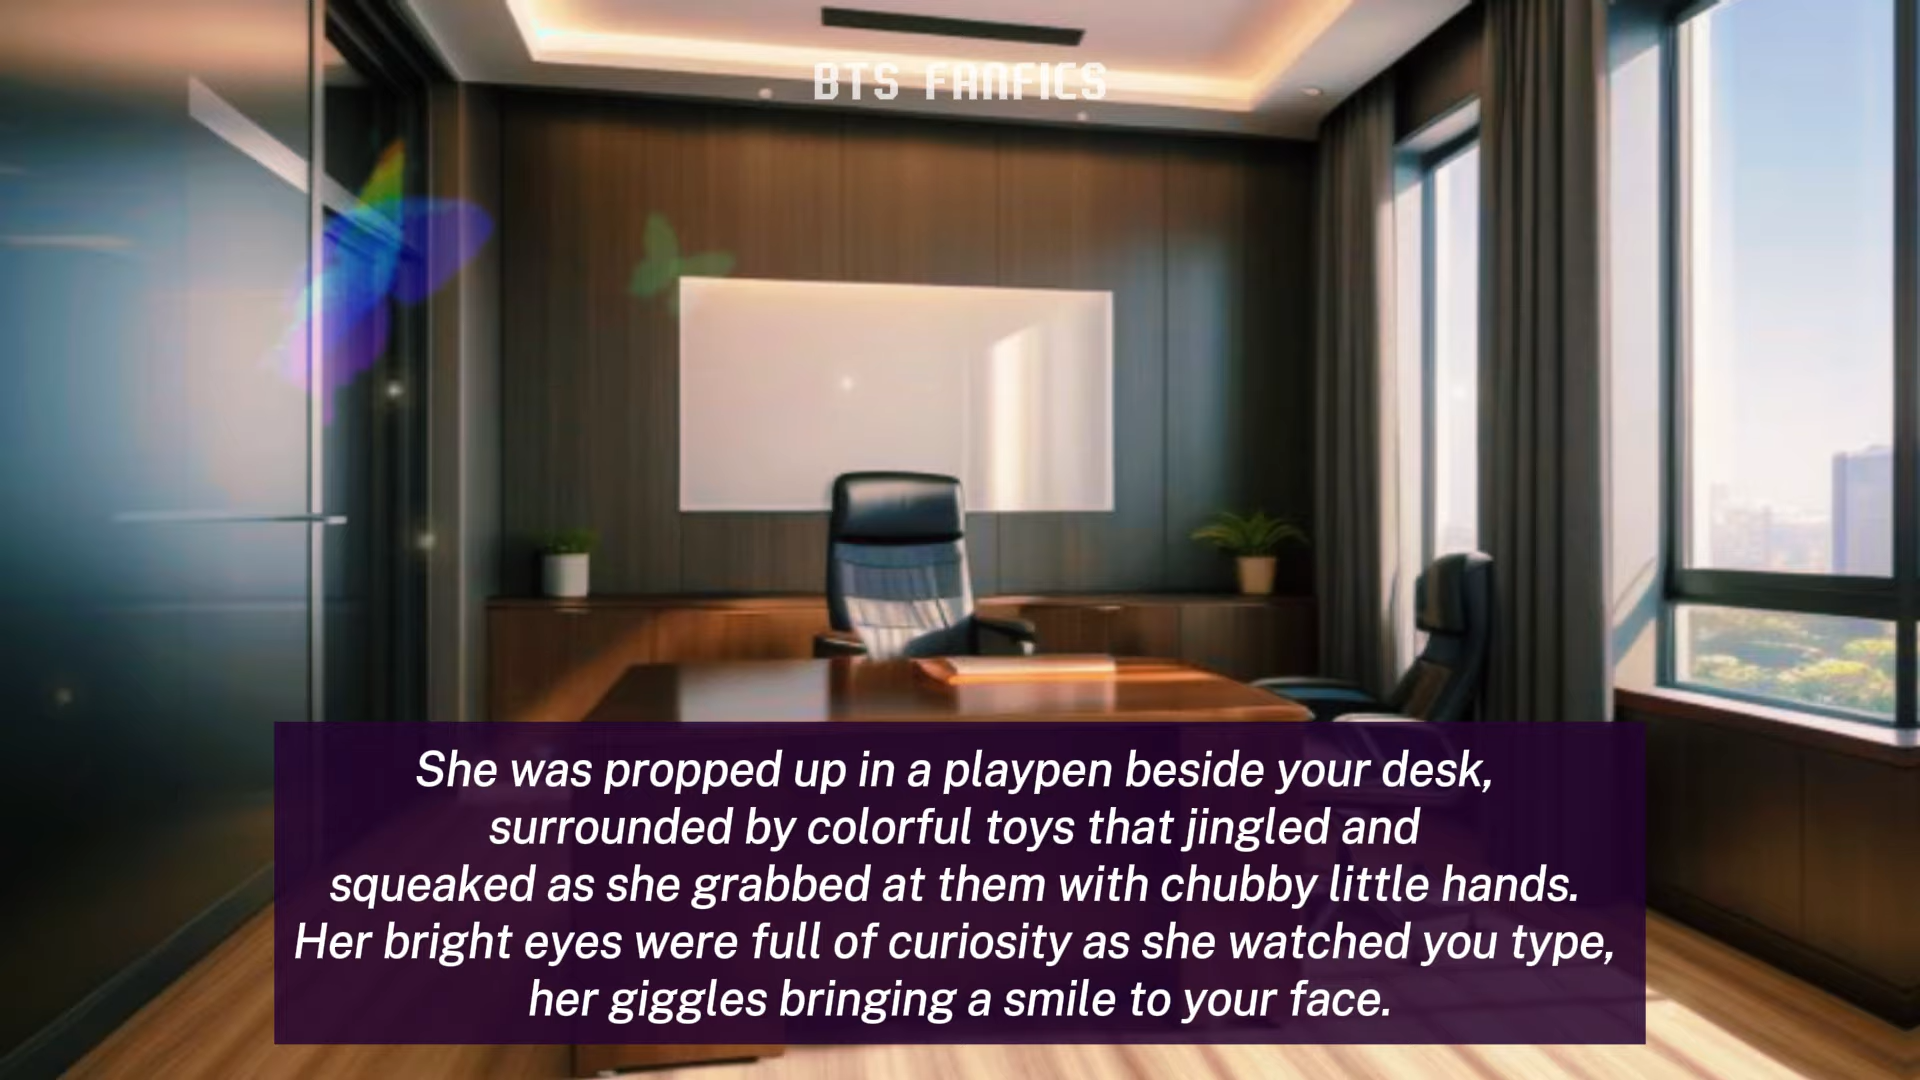 BTS FANFICS
She was propped up in a playpen beside your desk,
surrounded by colorful toys that jingled and
squeaked as she grabbed at them with chubby little hands.
Her bright eyes were full of curiosity as she watched you type,
her giggles bringing a smile to your face.